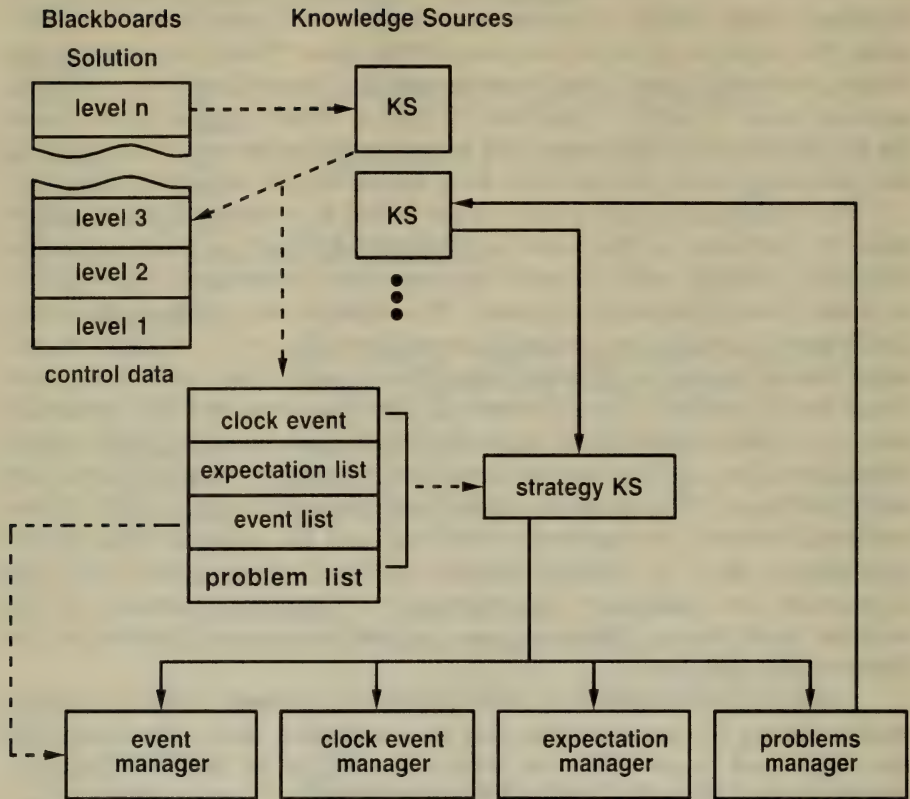 Blackboards
Knowledge Sources
Solution
level n
KS
level 3
KS
level 2
level 1
control data
clock event
expectation list
strategy KS
event list
problem list
event
manager
clock event
manager
expectation
manager
problems
manager